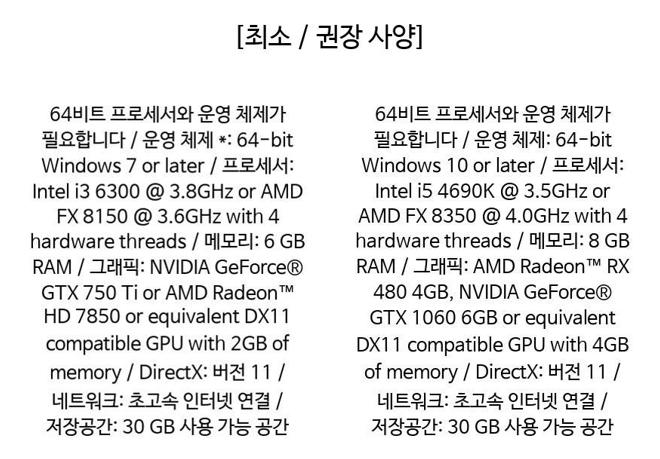 [최소 / 권장 사양]
64비트 프로세서와 운영 체제가
필요합니다 / 운영 체제 *: 64-bit
Windows 7 or later / 프로세서:
Intel i3 6300 @ 3.8GHz or AMD
FX 8150 @ 3.6GHz with 4
hardware threads / 메모리: 6 GB
RAM / 그래픽: NVIDIA GeForce®
GTX 750 Ti or AMD Radeon™
HD 7850 or equivalent DX11
compatible GPU with 2GB of
memory / DirectX: 버전 11 /
네트워크: 초고속 인터넷 연결 /
저장공간: 30 GB 사용 가능 공간
64비트 프로세서와 운영 체제가
필요합니다 / 운영 체제: 64-bit
Windows 10 or later / 프로세서:
Intel i5 4690K @ 3.5GHz or
AMD FX 8350 @ 4.0GHz with 4
hardware threads / 메모리: 8 GB
RAM / 그래픽: AMD Radeon™ RX
480 4GB, NVIDIA GeForce®
GTX 1060 6GB or equivalent
DX11 compatible GPU with 4GB
of memory / DirectX: 버전 11 /
네트워크: 초고속 인터넷 연결 /
저장공간: 30 GB 사용 가능 공간